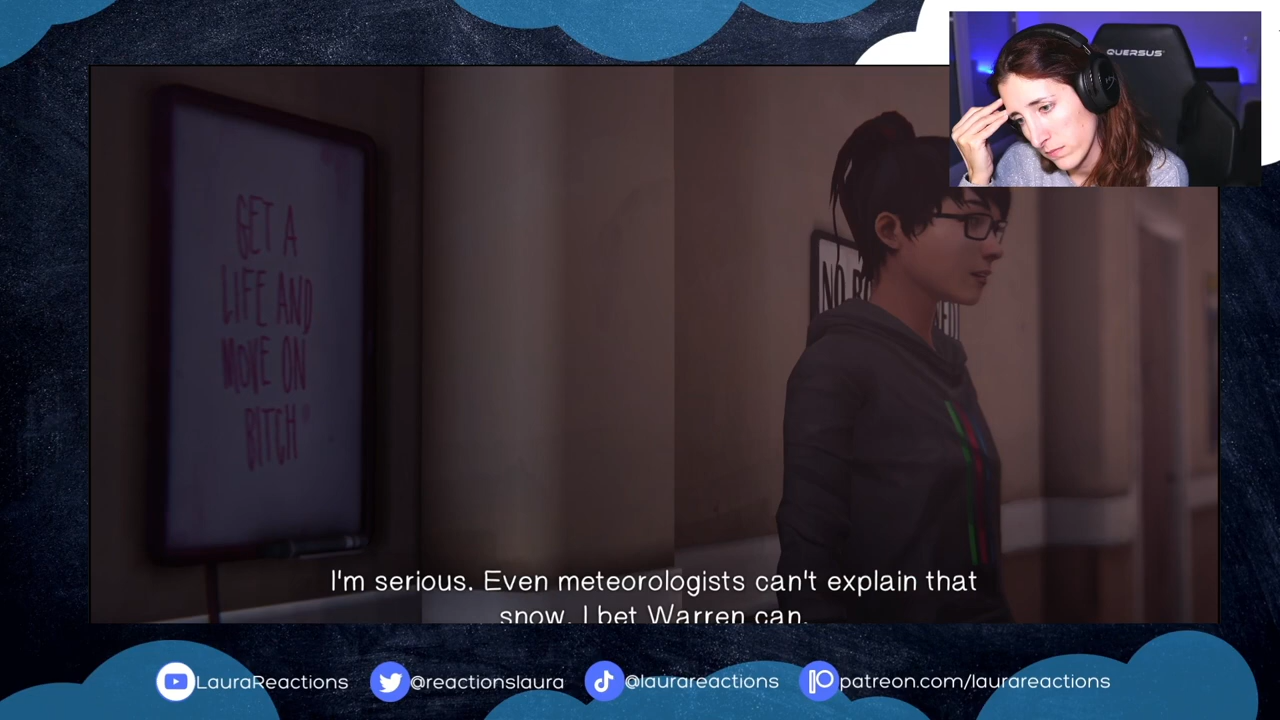 QUERSUS
GET A
LIFE AND
MOVE ON
BITCH"
NO
I'm serious. Even meteorologists can't explain that
snow. I bet Warren can.
LauraReactions
@reactionslaura
@laurareactions
patreon.com/laurareactions